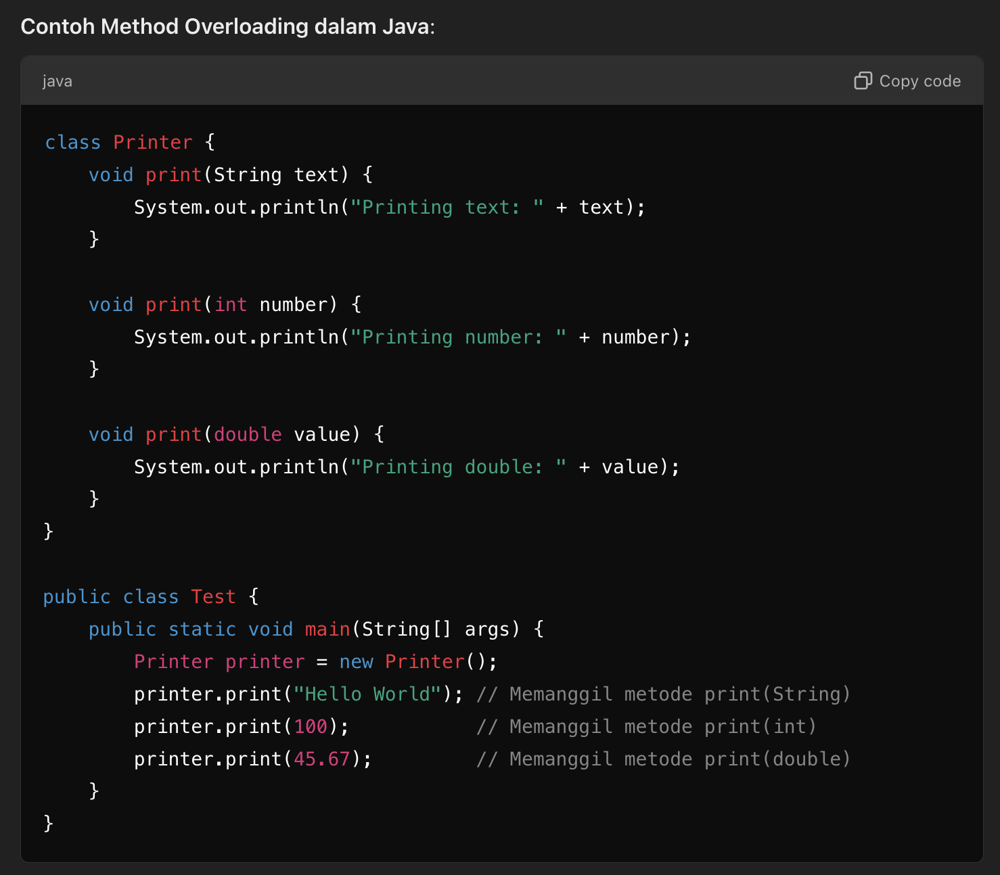 Contoh Method Overloading dalam Java:
java
Copy code
class Printer {
    void print(String text) {
        System.out.println("Printing text: " + text);
    }

    void print(int number) {
        System.out.println("Printing number: " + number);
    }

    void print(double value) {
        System.out.println("Printing double: " + value);
    }
}

public class Test {
    public static void main(String[] args) {
        Printer printer = new Printer();
        printer.print("Hello World"); // Memanggil metode print(String)
        printer.print(100);           // Memanggil metode print(int)
        printer.print(45.67);         // Memanggil metode print(double)
    }
}